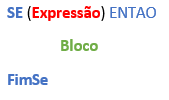 SE (Expressão) ENTAO
Bloco
FimSe